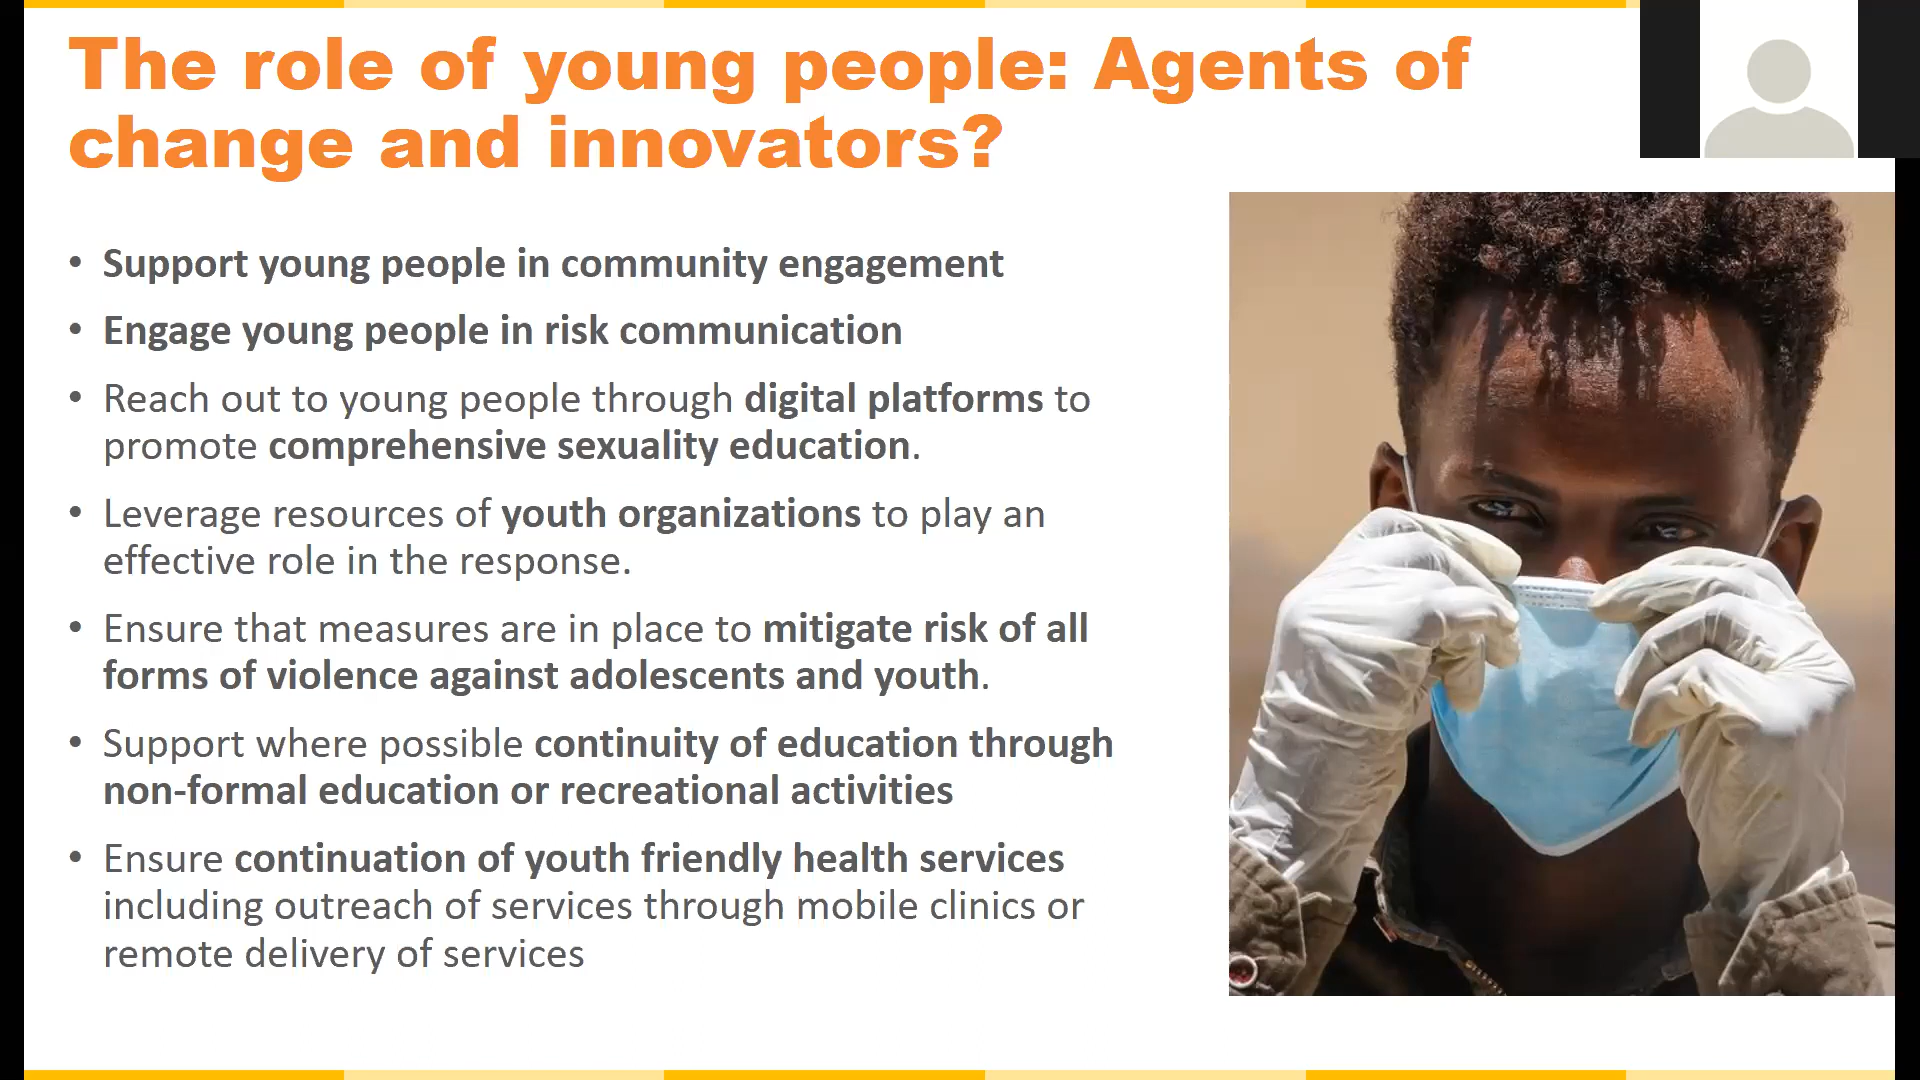 The role of young people: Agents of
change and innovators?
• Support young people in community engagement
• Engage young people in risk communication
• Reach out to young people through digital platforms to
promote comprehensive sexuality education.
• Leverage resources of youth organizations to play an
effective role in the response.
• Ensure that measures are in place to mitigate risk of all
forms of violence against adolescents and youth.
• Support where possible continuity of education through
non-formal education or recreational activities
• Ensure continuation of youth friendly health services
including outreach of services through mobile clinics or
remote delivery of services